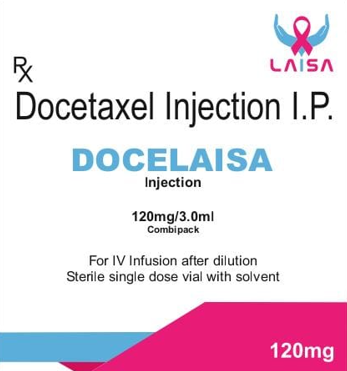 LAISA
Rx
Docetaxel Injection I.P.
DOCELAISA
Injection
120mg/3.0ml
Combipack
For IV Infusion after dilution
Sterile single dose vial with solvent
120mg